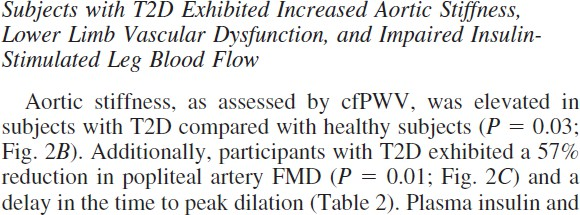 Subjects with T2D Exhibited Increased Aortic Stiffness,
Lower Limb Vascular Dysfunction, and Impaired Insulin-
Stimulated Leg Blood Flow
Aortic stiffness, as assessed by cfPWV, was elevated in
subjects with T2D compared with healthy subjects (P = 0.03;
Fig. 2B). Additionally, participants with T2D exhibited a 57%
reduction in popliteal artery FMD (P = 0.01; Fig. 2C) and a
delay in the time to peak dilation (Table 2). Plasma insulin and